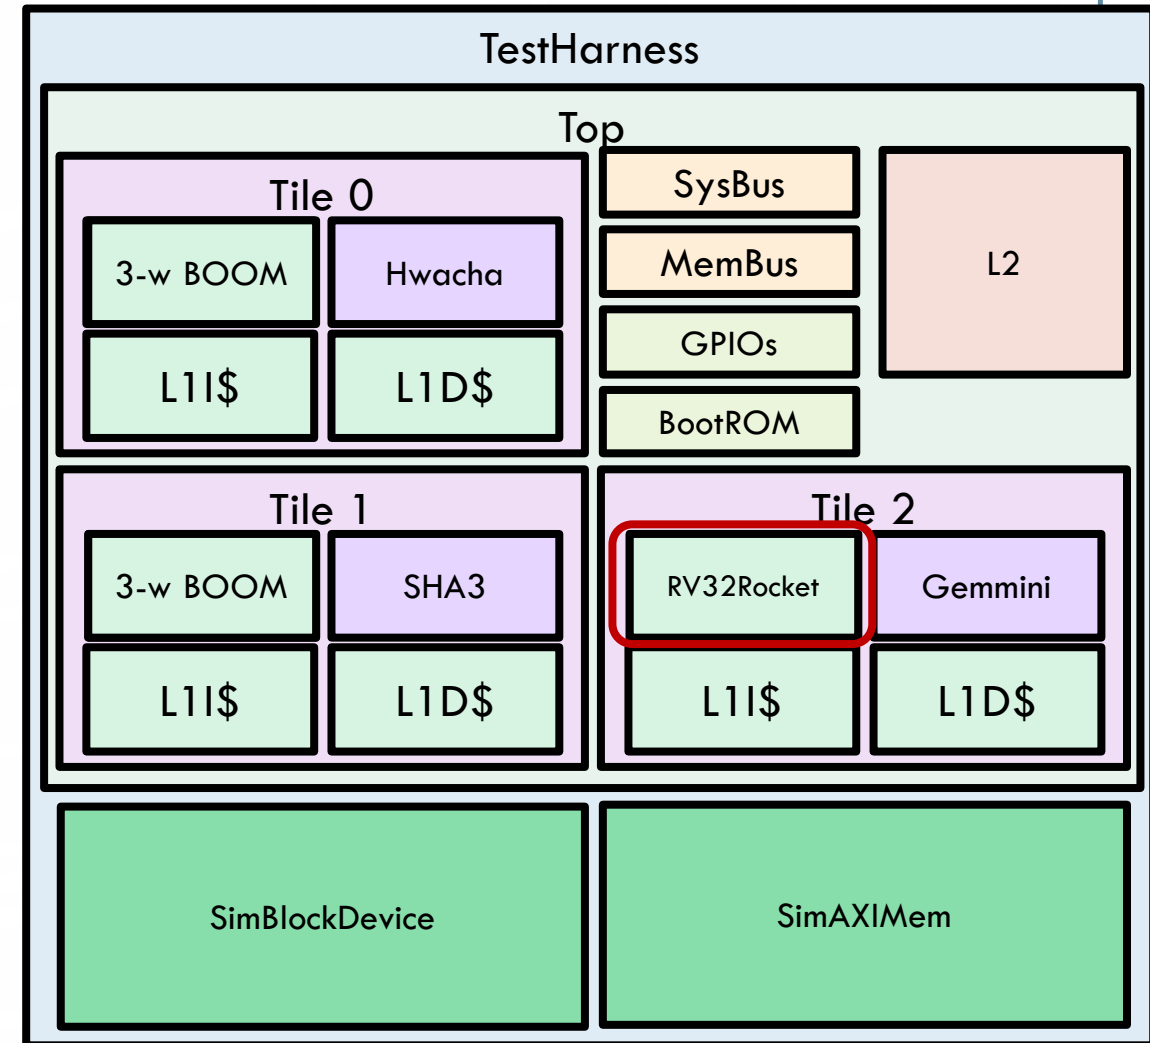 TestHarness
Top
Tile 0
3-w BOOM
Hwacha
L1I$
L1D$
SysBus
MemBus
GPIOs
BootROM
L2
Tile 1
3-w BOOM
SHA3
L1I$
L1D$
Tile 2
RV32Rocket
Gemmini
L1I$
L1D$
SimBlockDevice
SimAXIMem